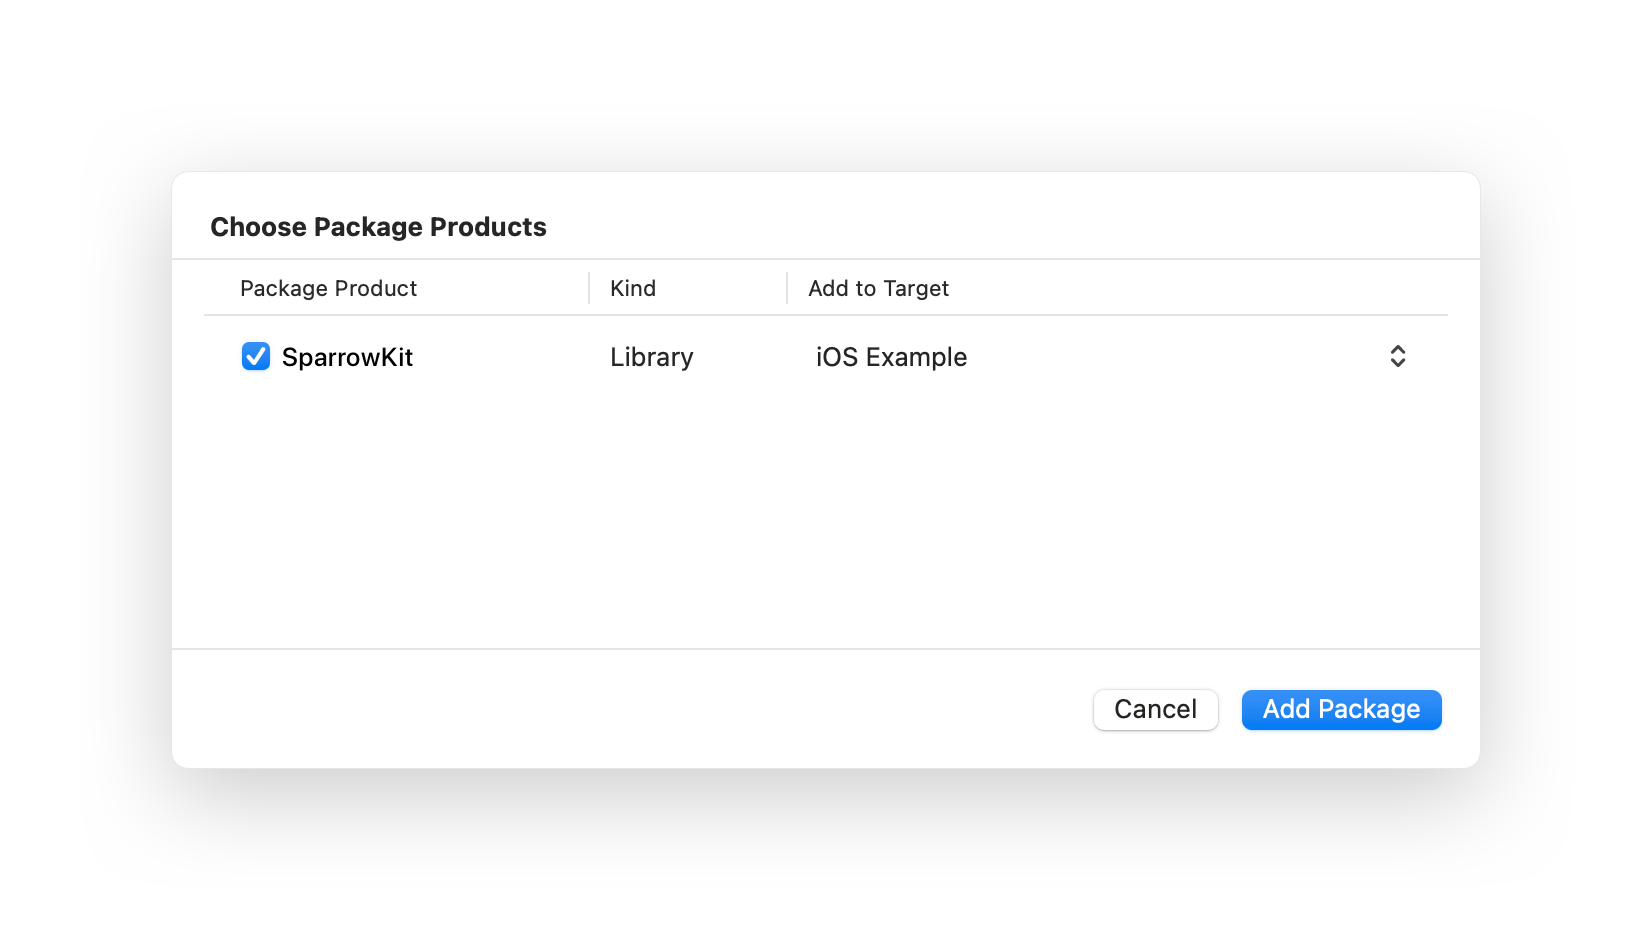 Choose Package Products
Package Product Kind Add to Target
SparrowKit Library iOS Example
Cancel Add Package